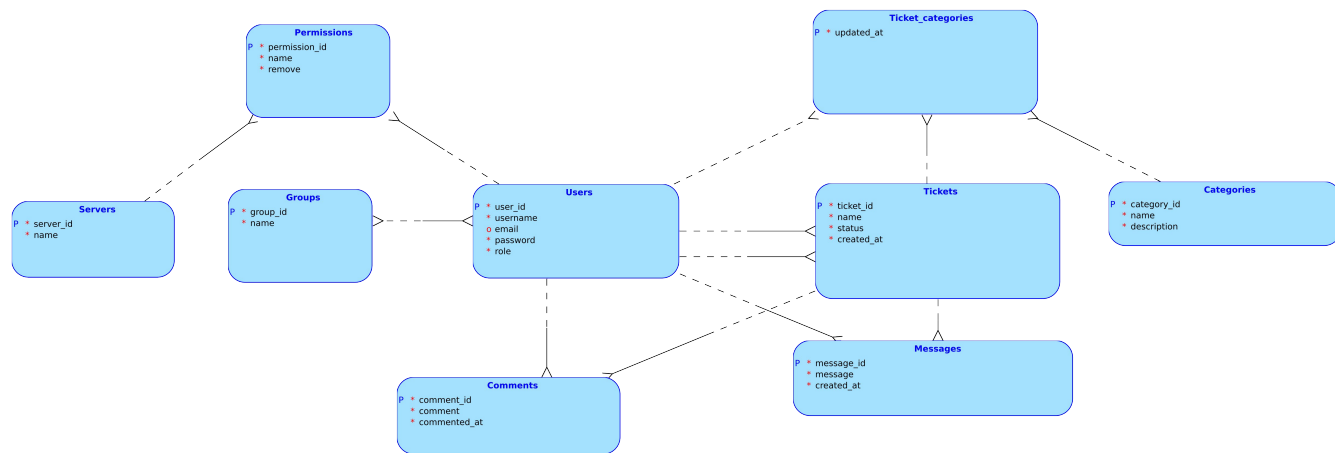 Permissions
P * permission_id
* name
* remove
Ticket_categories
P * updated_at
Servers
P * server_id
* name
Groups
P * group_id
* name
Users
P * user_id
* username
o email
* password
* role
Tickets
P * ticket_id
* name
* status
* created_at
Categories
P * category_id
* name
* description
Comments
P * comment_id
* comment
* commented_at
Messages
P * message_id
* message
* created_at